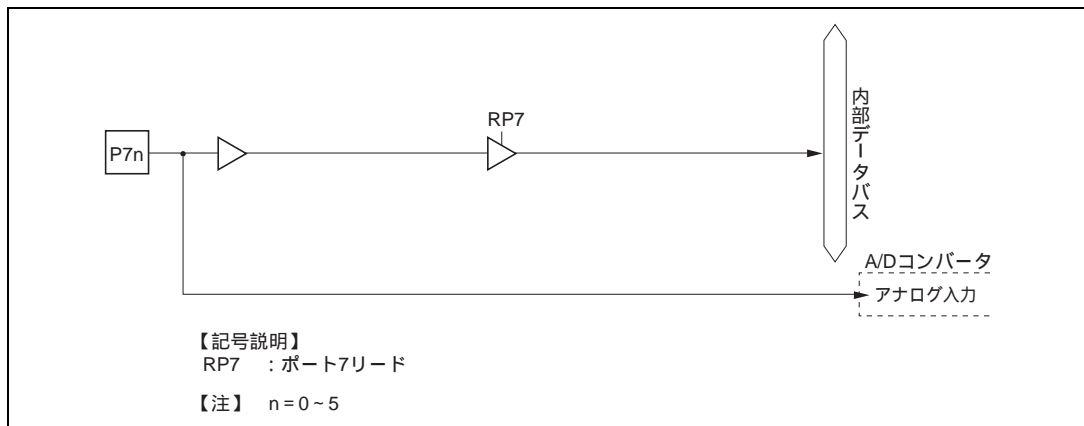 RP7
P7n
内部データバス
A/Dコンバータ
アナログ入力
【記号説明】
RP7 :ポート7リード
【注】 n=0~5